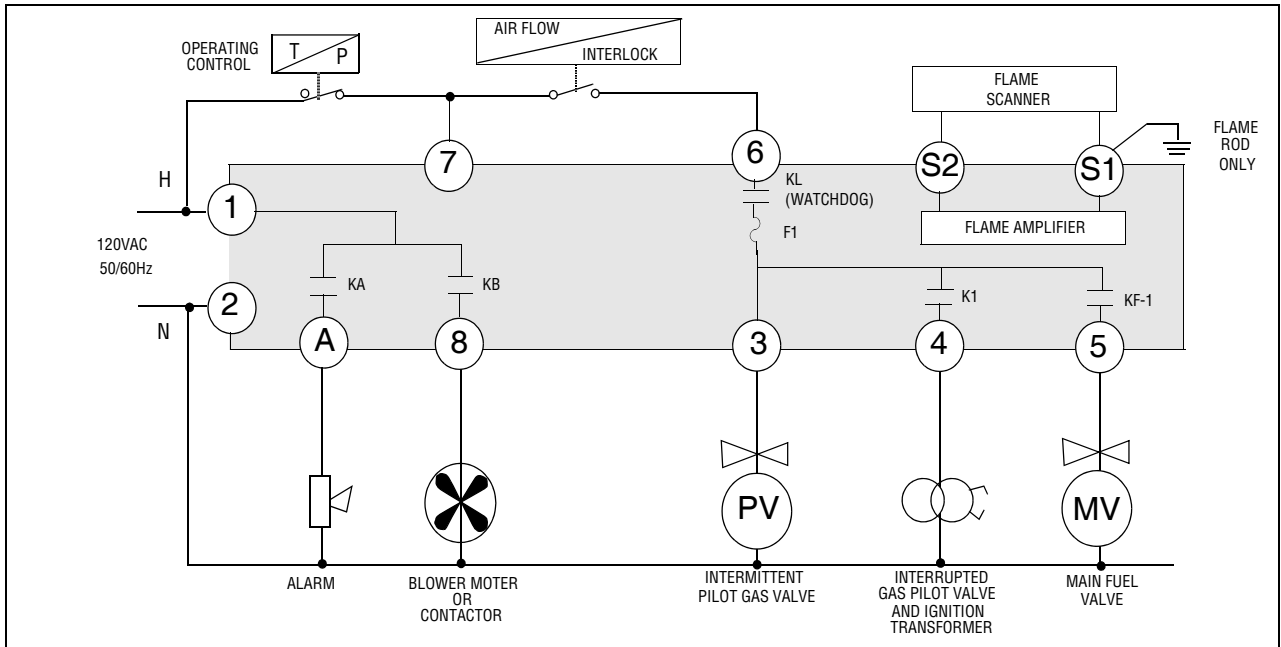 AIR FLOW
INTERLOCK
OPERATING
CONTROL
T
P
FLAME
SCANNER
FLAME
ROD
ONLY
7
6
S2
S1
H
KL
(WATCHDOG)
1
F1
FLAME AMPLIFIER
120VAC
50/60Hz
KA
KB
K1
KF-1
2
N
A
8
3
4
5
PV
MV
ALARM
BLOWER MOTER
OR
CONTACTOR
INTERMITTENT
PILOT GAS VALVE
INTERRUPTED
GAS PILOT VALVE
AND IGNITION
TRANSFORMER
MAIN FUEL
VALVE